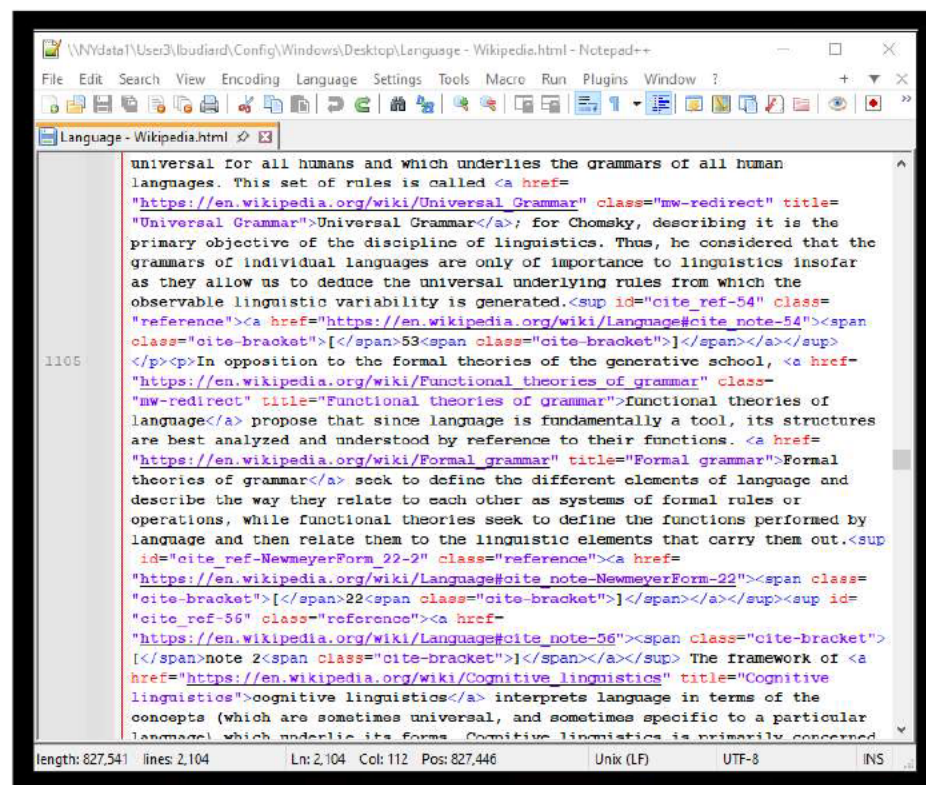 \\NYdata1\User3\lbudiard\Config\Windows\Desktop\Language - Wikipedia.html - Notepad++
File Edit Search View Encoding Language Settings Tools Macro Run Plugins Window ?
Language - Wikipedia.html
universal for all humans and which underlies the grammars of all human
languages. This set of rules is called <a href=
"https://en.wikipedia.org/wiki/Universal_Grammar" class="mw-redirect" title=
"Universal Grammar">Universal Grammar</a>; for Chomsky, describing it is the
primary objective of the discipline of linguistics. Thus, he considered that the
grammars of individual languages are only of importance to linguistics insofar
as they allow us to deduce the universal underlying rules from which the
observable linguistic variability is generated.<sup id="cite_ref-54" class=
"reference"><a href="https://en.wikipedia.org/wiki/Language#cite_note-54"><span
class="cite-bracket">[</span>53<span class="cite-bracket">]</span></a></sup>
1105 </p><p>In opposition to the formal theories of the generative school, <a href=
"https://en.wikipedia.org/wiki/Functional_theories_of_grammar" class=
"mw-redirect" title="Functional theories of grammar">functional theories of
language</a> propose that since language is fundamentally a tool, its structures
are best analyzed and understood by reference to their functions. <a href=
"https://en.wikipedia.org/wiki/Formal_grammar" title="Formal grammar">Formal
theories of grammar</a> seek to define the different elements of language and
describe the way they relate to each other as systems of formal rules or
operations, while functional theories seek to define the functions performed by
language and then relate them to the linguistic elements that carry them out.<sup
id="cite_ref-NewmeyerForm_22-2" class="reference"><a href=
"https://en.wikipedia.org/wiki/Language#cite_note-NewmeyerForm-22"><span class=
"cite-bracket">[</span>22<span class="cite-bracket">]</span></a></sup><sup id=
"cite_ref-56" class="reference"><a href=
"https://en.wikipedia.org/wiki/Language#cite_note-56"><span class="cite-bracket">
[</span>note 2<span class="cite-bracket">]</span></a></sup> The framework of <a
href="https://en.wikipedia.org/wiki/Cognitive_linguistics" title="Cognitive
linguistics">cognitive linguistics</a> interprets language in terms of the
concepts (which are sometimes universal, and sometimes specific to a particular
language) which underlie its forms. Cognitive linguistics is primarily concerned
length: 827,541 lines: 2,104 Ln: 2,104 Col: 112 Pos: 827,446 Unix (LF) UTF-8 INS